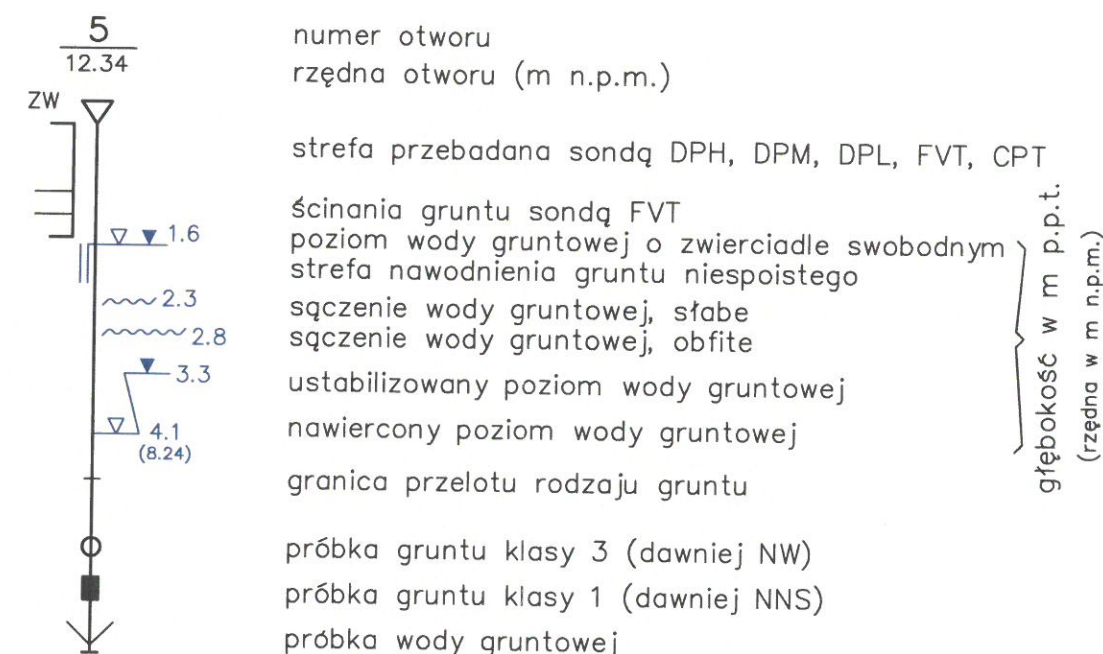 5
12.34
numer otworu
rzędna otworu (m n.p.m.)
ZW
strefa przebadana sondą DPH, DPM, DPL, FVT, CPT
ścinania gruntu sondą FVT
1.6
poziom wody gruntowej o zwierciadle swobodnym
strefa nawodnienia gruntu niespoistego
2.3
sączenie wody gruntowej, słabe
2.8
sączenie wody gruntowej, obfite
3.3
ustabilizowany poziom wody gruntowej
4.1
(8.24)
nawiercony poziom wody gruntowej
granica przelotu rodzaju gruntu
próbka gruntu klasy 3 (dawniej NW)
próbka gruntu klasy 1 (dawniej NNS)
próbka wody gruntowej
głębokość w m p.p.t.
(rzędna w m n.p.m.)